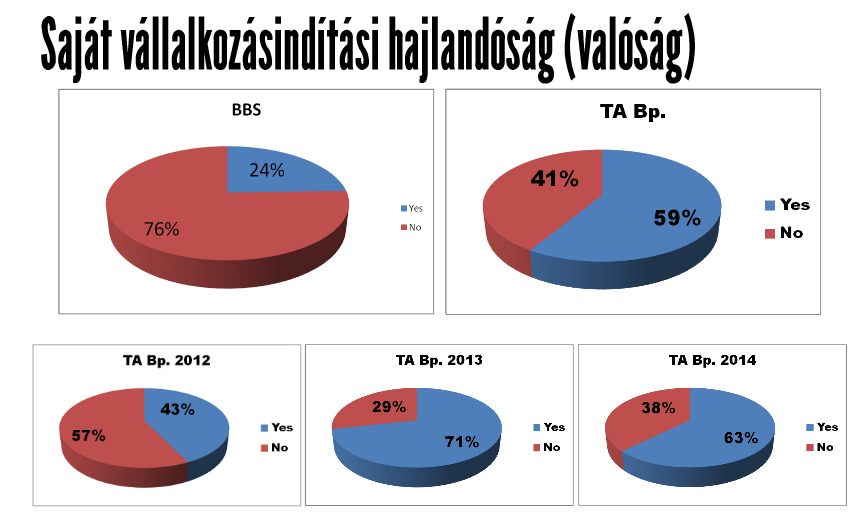 Saját vállalkozásindítási hajlandóság (valóság)
BBS
24%
76%
Yes
No
TA Bp.
41%
59%
Yes
No
TA Bp. 2012
43%
57%
Yes
No
TA Bp. 2013
29%
71%
Yes
No
TA Bp. 2014
38%
63%
Yes
No